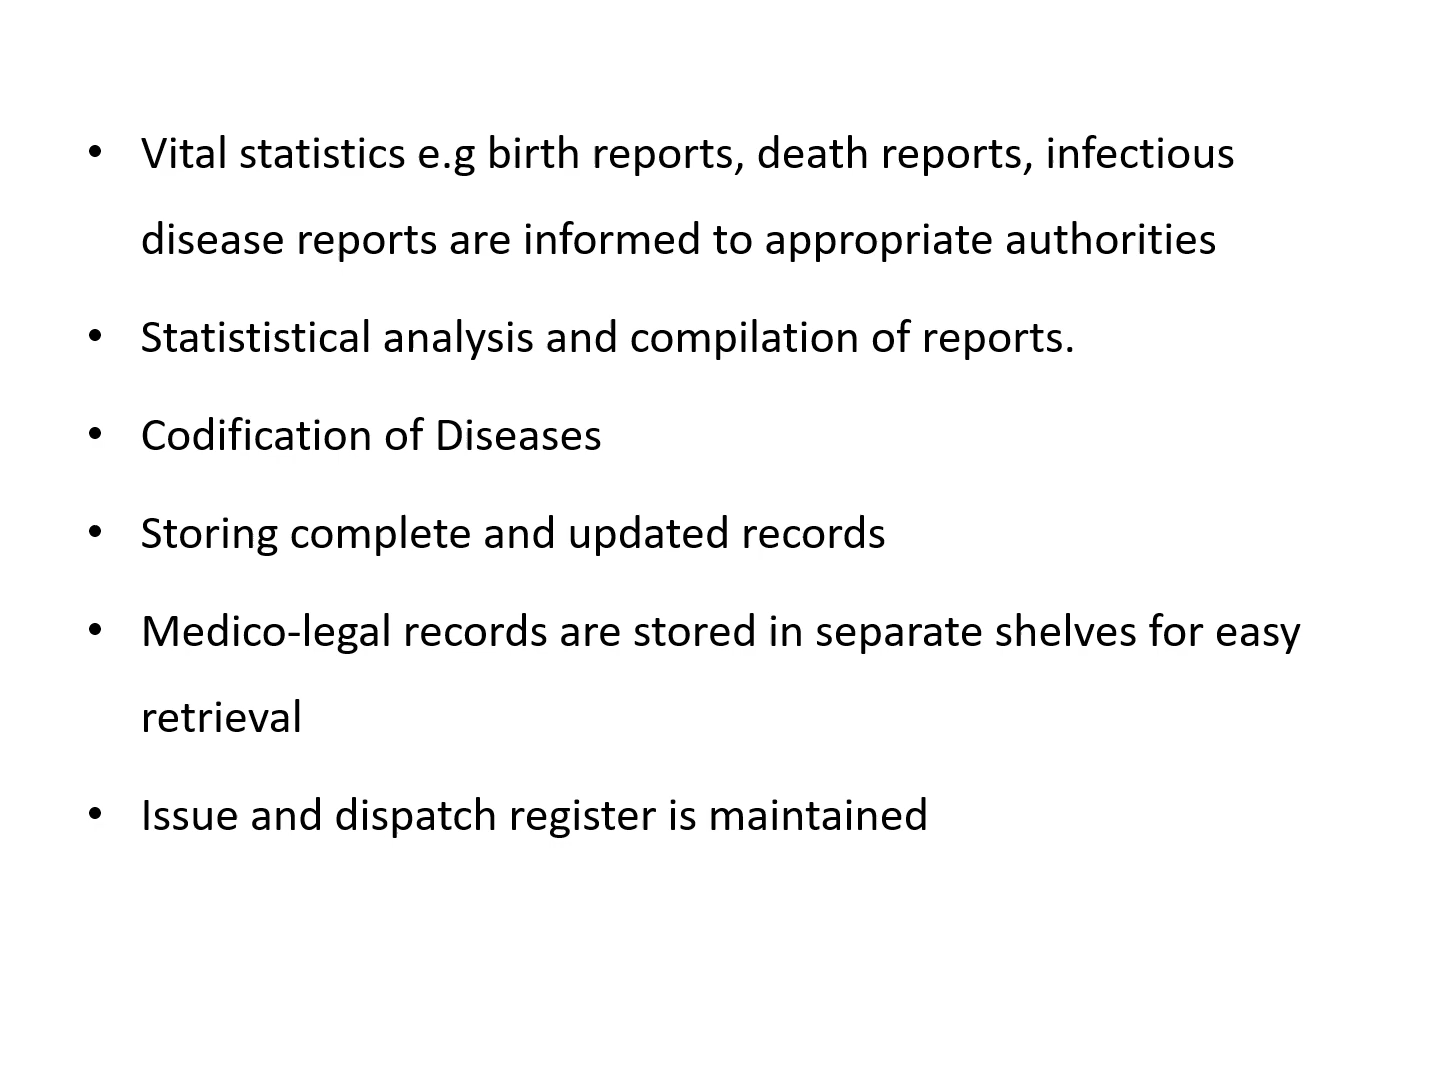 • Vital statistics e.g birth reports, death reports, infectious
disease reports are informed to appropriate authorities
• Statististical analysis and compilation of reports.
• Codification of Diseases
• Storing complete and updated records
• Medico-legal records are stored in separate shelves for easy
retrieval
• Issue and dispatch register is maintained